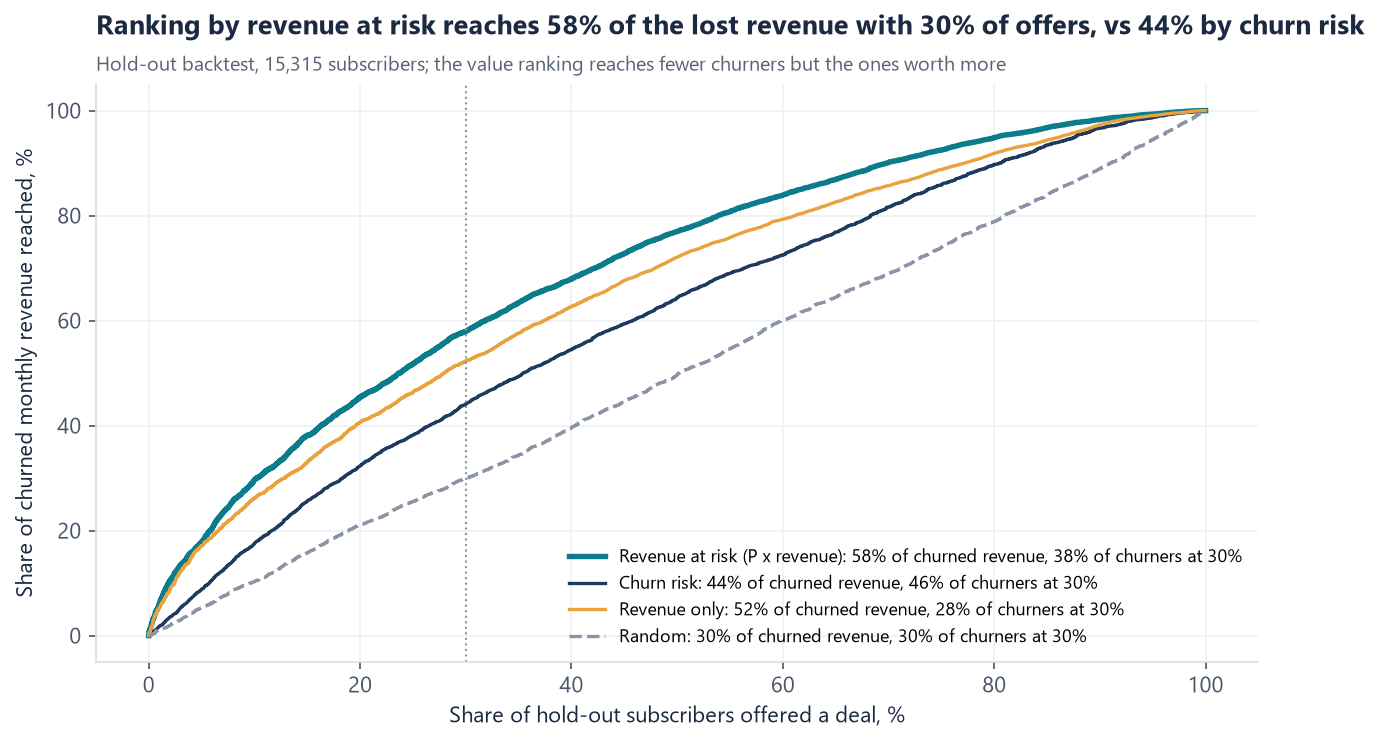 Ranking by revenue at risk reaches 58% of the lost revenue with 30% of offers, vs 44% by churn risk
Hold-out backtest, 15,315 subscribers; the value ranking reaches fewer churners but the ones worth more
Share of churned monthly revenue reached, %
100
80
60
40
20
0
Revenue at risk (P x revenue): 58% of churned revenue, 38% of churners at 30%
Churn risk: 44% of churned revenue, 46% of churners at 30%
Revenue only: 52% of churned revenue, 28% of churners at 30%
Random: 30% of churned revenue, 30% of churners at 30%
0 20 40 60 80 100
Share of hold-out subscribers offered a deal, %